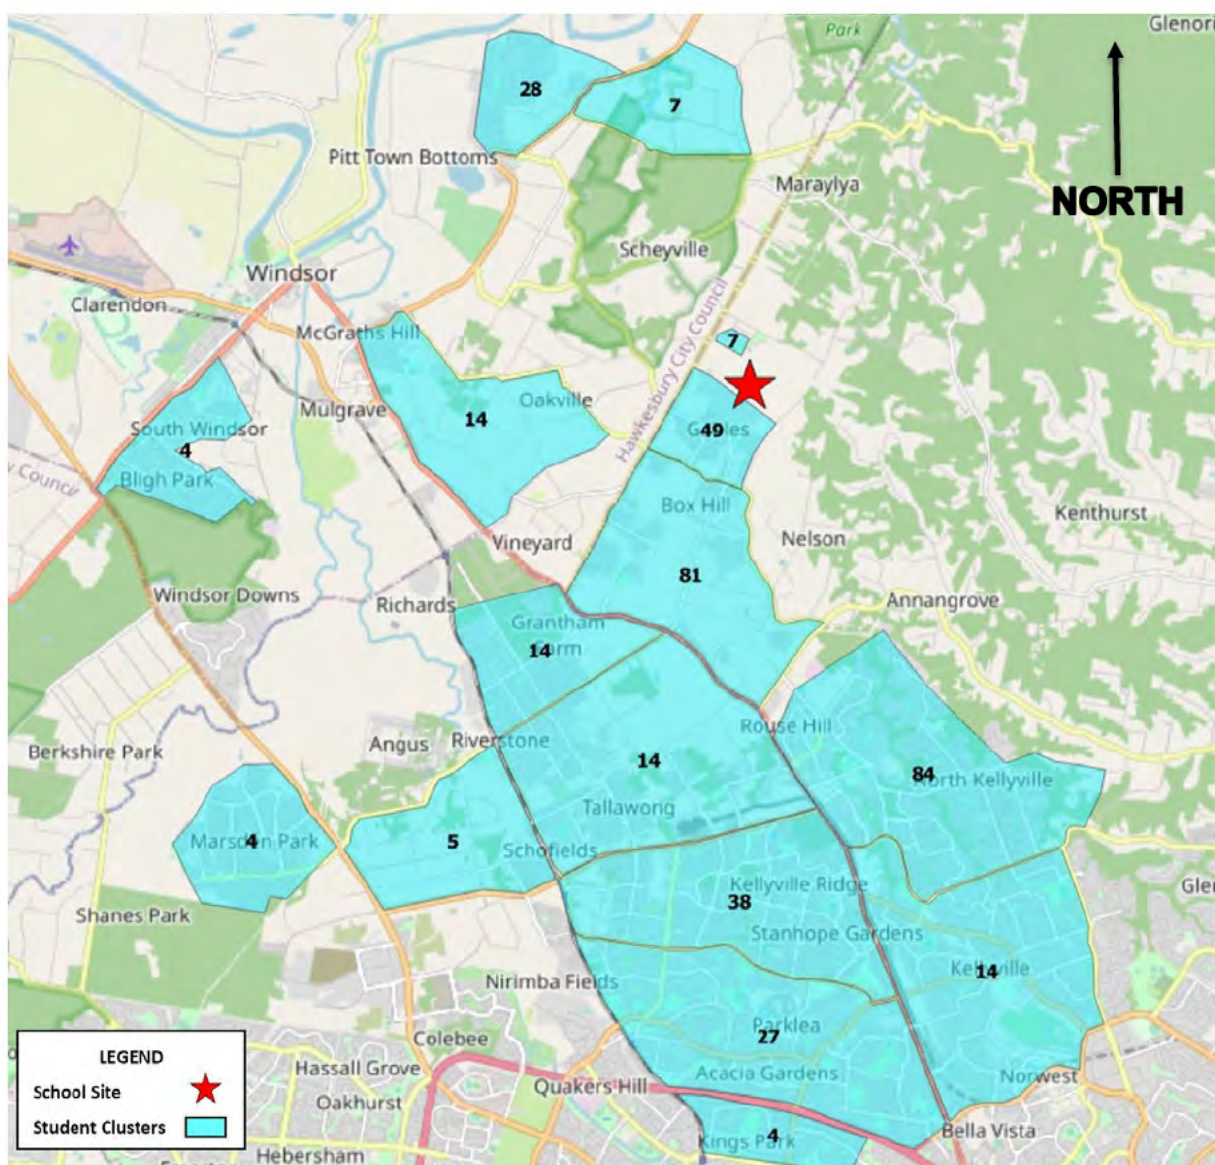 Glenori
Park
28
7
Pitt Town Bottoms
Maraylya
NORTH
Scheyville
Windsor
Clarendon
McGraths Hill
Hawkesbury City Council
7
Mulgrave
Oakville
14
South Windsor
4
49
Bligh Park
y Council
Box Hill
Kenthurst
Vineyard
Nelson
81
Windsor Downs
Richards
Annangrove
Grantham
14
Rouse Hill
Angus
Riverstone
Berkshire Park
14
84
North Kellyville
Tallawong
Marsden Park
4
5
Schofields
Kellyville Ridge
Gle
38
Shanes Park
Stanhope Gardens
Kellyville
14
Nirimba Fields
Parklea
27
Colebee
LEGEND
School Site
Student Clusters
Hassall Grove
Acacia Gardens
Norwest
Quakers Hill
Oakhurst
Kings Park
4
Bella Vista
Hebersham